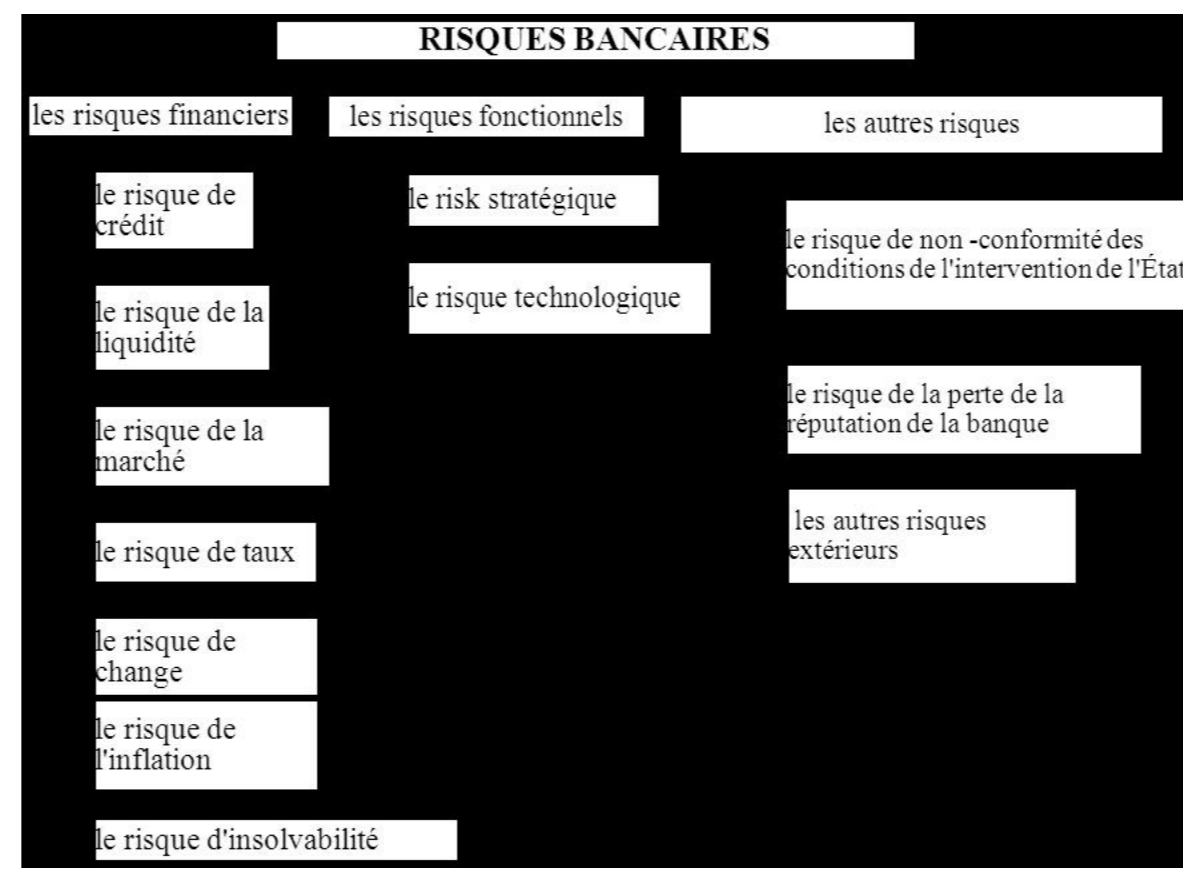 RISQUES BANCAIRES
les risques financiers
les risques fonctionnels
les autres risques
le risque de
crédit
le risque de la
liquidité
le risque de la
marché
le risque de taux
le risque de
change
le risque de
l'inflation
le risque d'insolvabilité
le risk stratégique
le risque technologique
le risque de non -conformité des
conditions de l'intervention de l'État
le risque de la perte de la
réputation de la banque
les autres risques
extérieurs